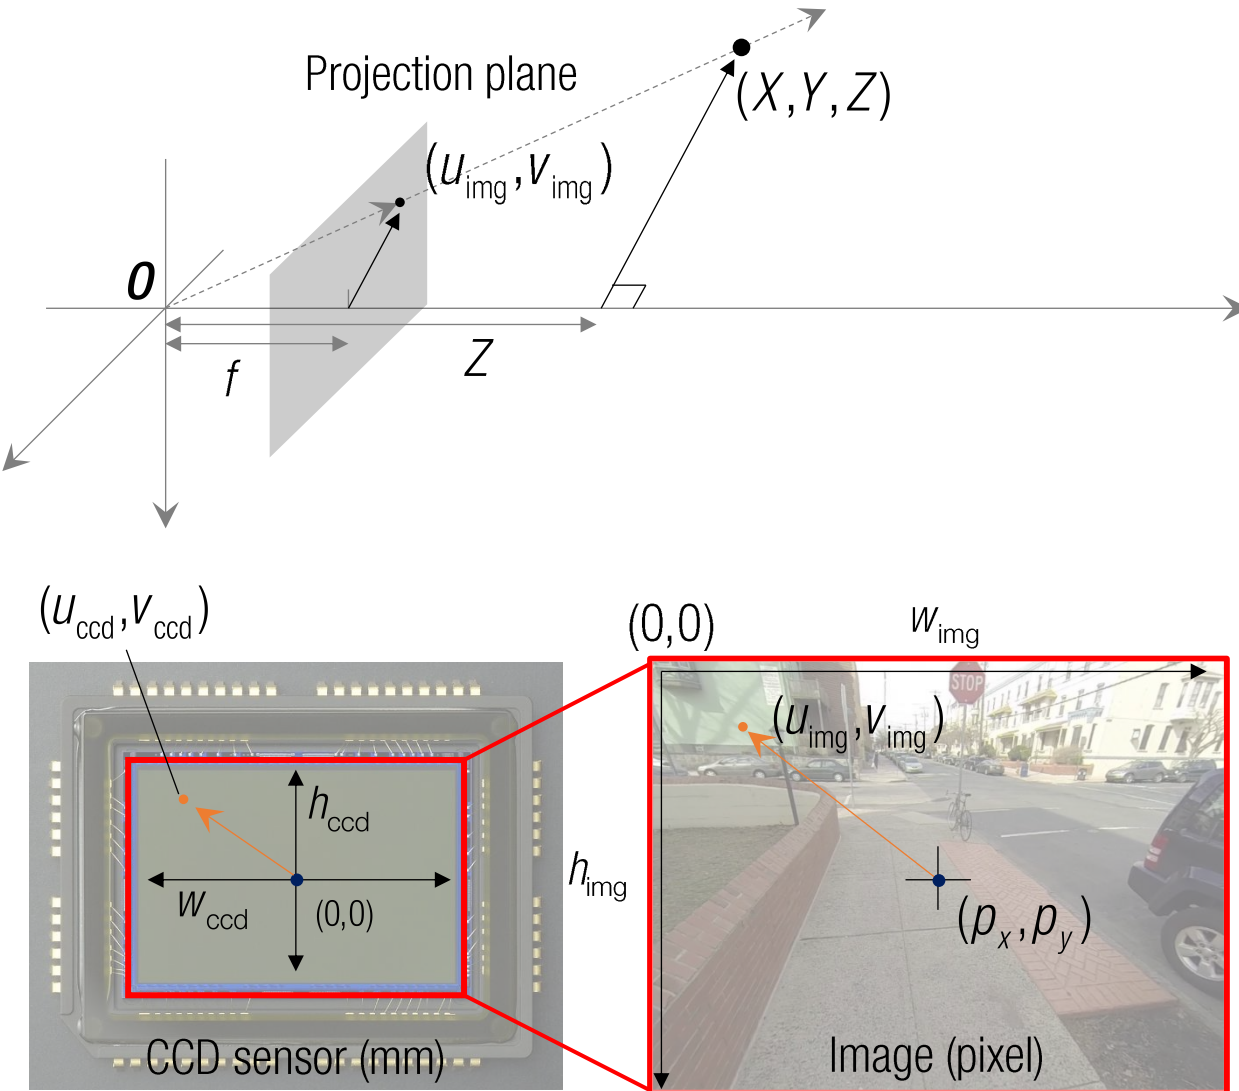 Projection plane
(X,Y,Z)
(u_img,v_img)
O
Z
f
(u_ccd,v_ccd)
(0,0)
w_img
STOP
(u_img,v_img)
h_ccd
h_img
w_ccd
(0,0)
(p_x,p_y)
CCD sensor (mm)
Image (pixel)